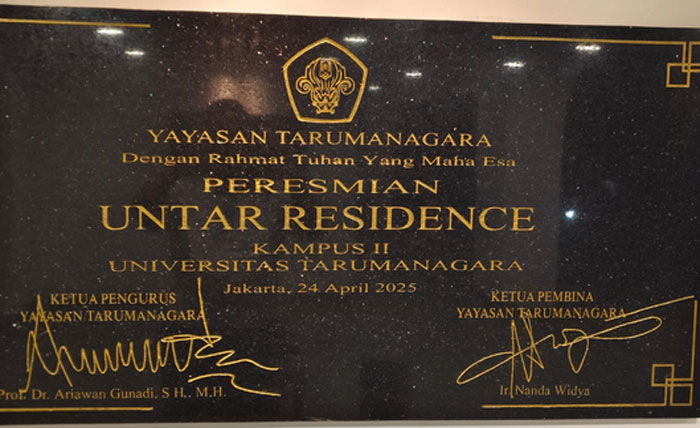 YAYASAN TARUMANAGARA
Dengan Rahmat Tuhan Yang Maha Esa
PERESMIAN
UNTAR RESIDENCE
KAMPUS II
UNIVERSITAS TARUMANAGARA
Jakarta, 24 April 2025
KETUA PENGURUS
YAYASAN TARUMANAGARA
Prof. Dr. Ariawan Gunadi, S H., M.H.
KETUA PEMBINA
YAYASAN TARUMANAGARA
Ir. Nanda Widya